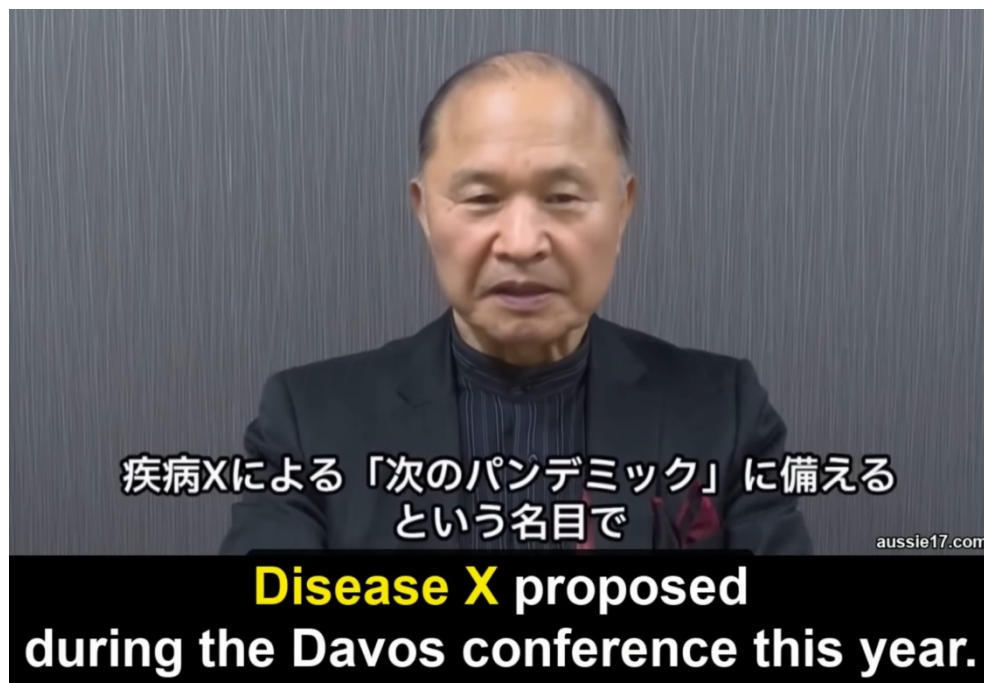 疾病Xによる「次のパンデミック」に備える
という名目で
aussie17.com
Disease X proposed
during the Davos conference this year.